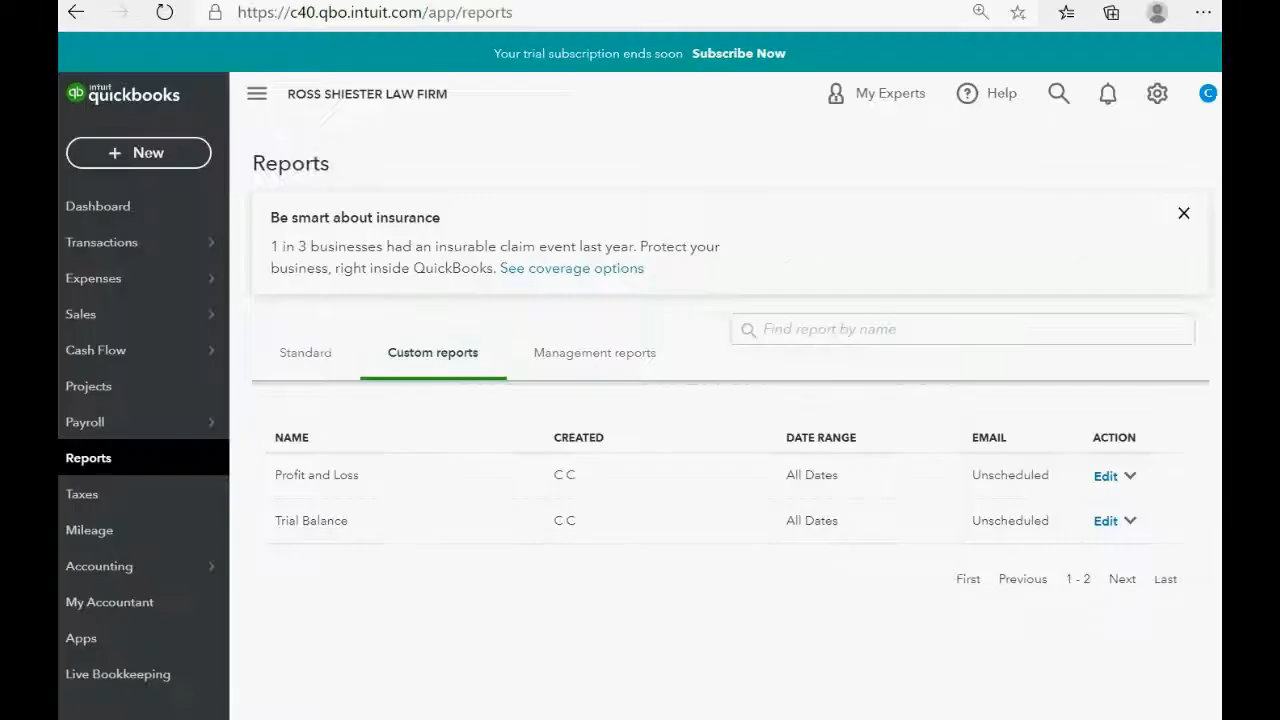 https://c40.qbo.intuit.com/app/reports
Your trial subscription ends soon Subscribe Now
qb intuit quickbooks
ROSS SHIESTER LAW FIRM
My Experts
Help
C
+ New
Dashboard
Transactions
Expenses
Sales
Cash Flow
Projects
Payroll
Reports
Taxes
Mileage
Accounting
My Accountant
Apps
Live Bookkeeping
Reports
Be smart about insurance
1 in 3 businesses had an insurable claim event last year. Protect your
business, right inside QuickBooks. See coverage options
Find report by name
Standard Custom reports Management reports
NAME CREATED DATE RANGE EMAIL ACTION
Profit and Loss C C All Dates Unscheduled Edit
Trial Balance C C All Dates Unscheduled Edit
First Previous 1 - 2 Next Last